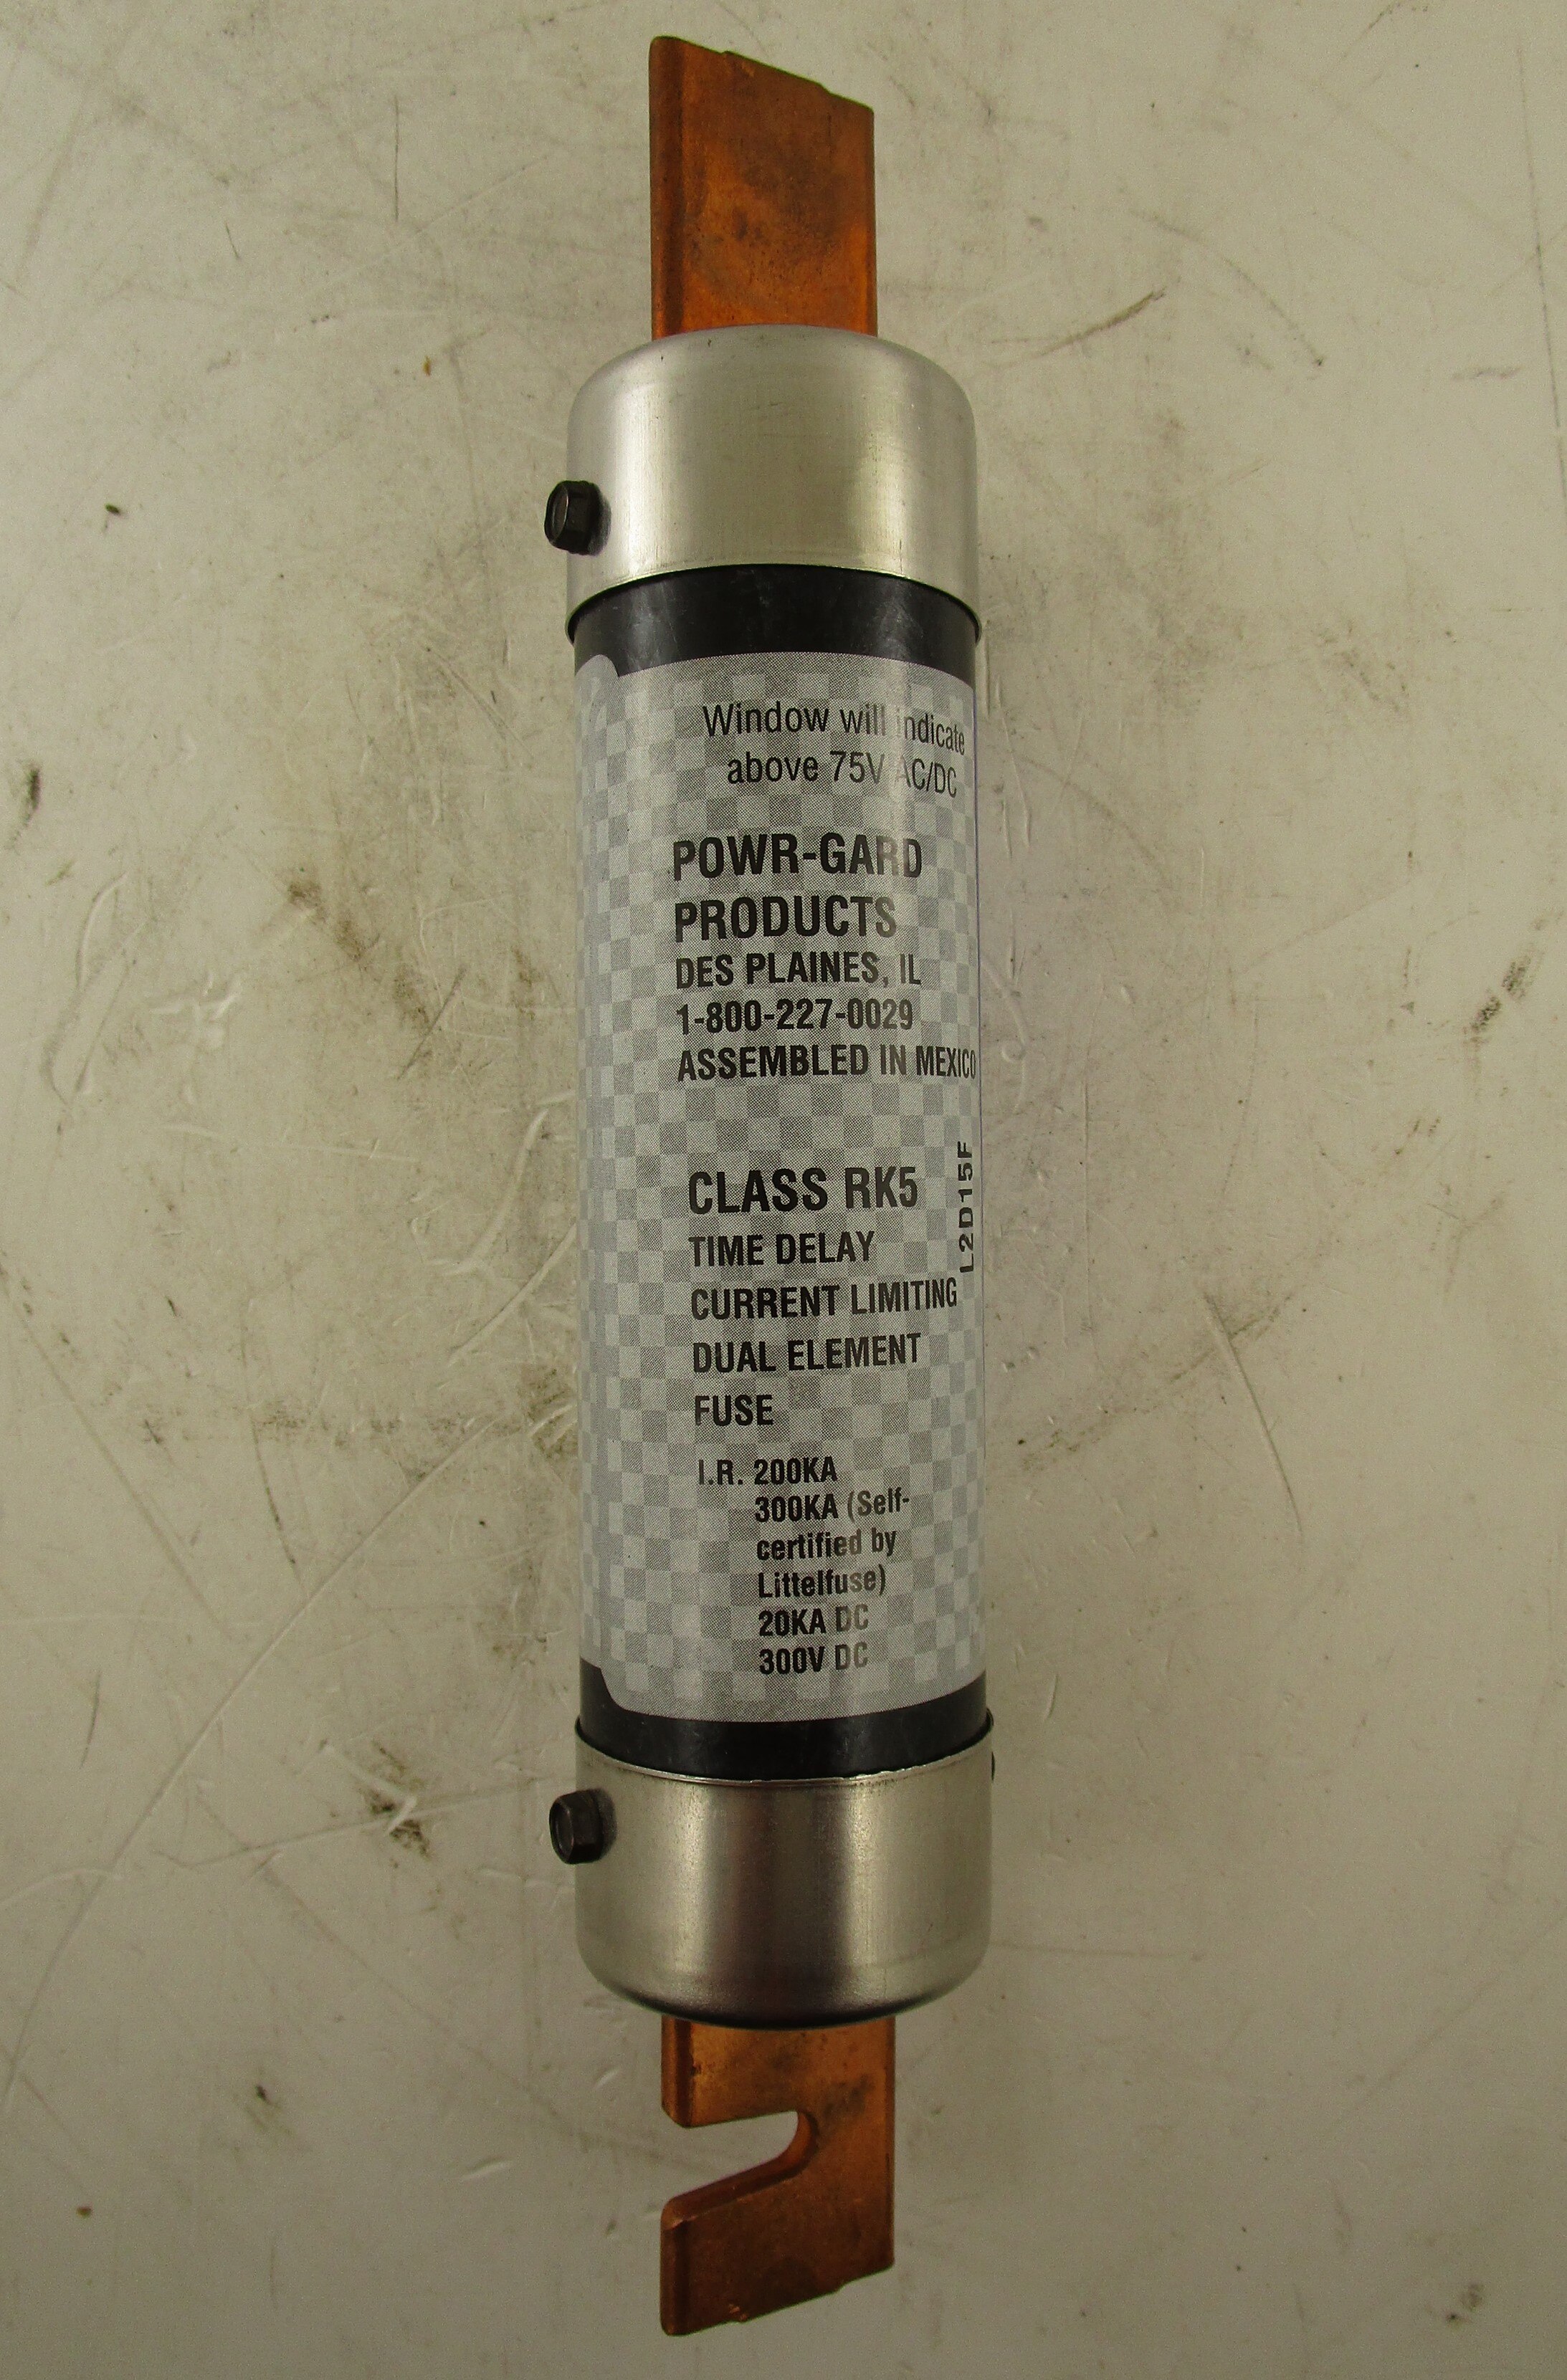 Window will indicate
above 75V AC/DC
POWR-GARD
PRODUCTS
DES PLAINES, IL
1-800-227-0029
ASSEMBLED IN MEXICO
CLASS RK5
TIME DELAY
CURRENT LIMITING
DUAL ELEMENT
FUSE
L2D15F
I.R. 200KA
300KA (Self-
certified by
Littelfuse)
20KA DC
300V DC